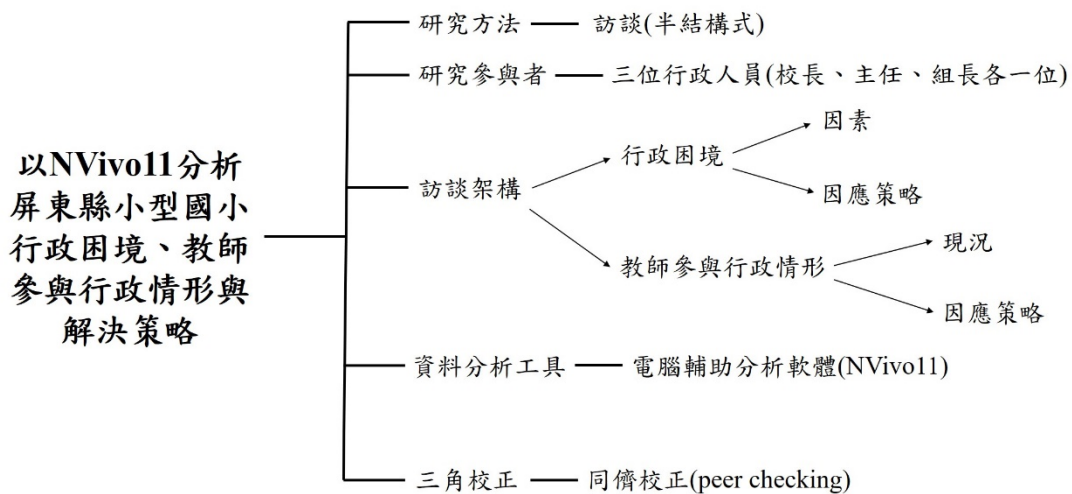 以NVivo11分析
屏東縣小型國小
行政困境、教師
參與行政情形與
解決策略
研究方法
訪談(半結構式)
研究參與者
三位行政人員(校長、主任、組長各一位)
訪談架構
行政困境
因素
因應策略
教師參與行政情形
現況
因應策略
資料分析工具
電腦輔助分析軟體(NVivo11)
三角校正
同儕校正(peer checking)